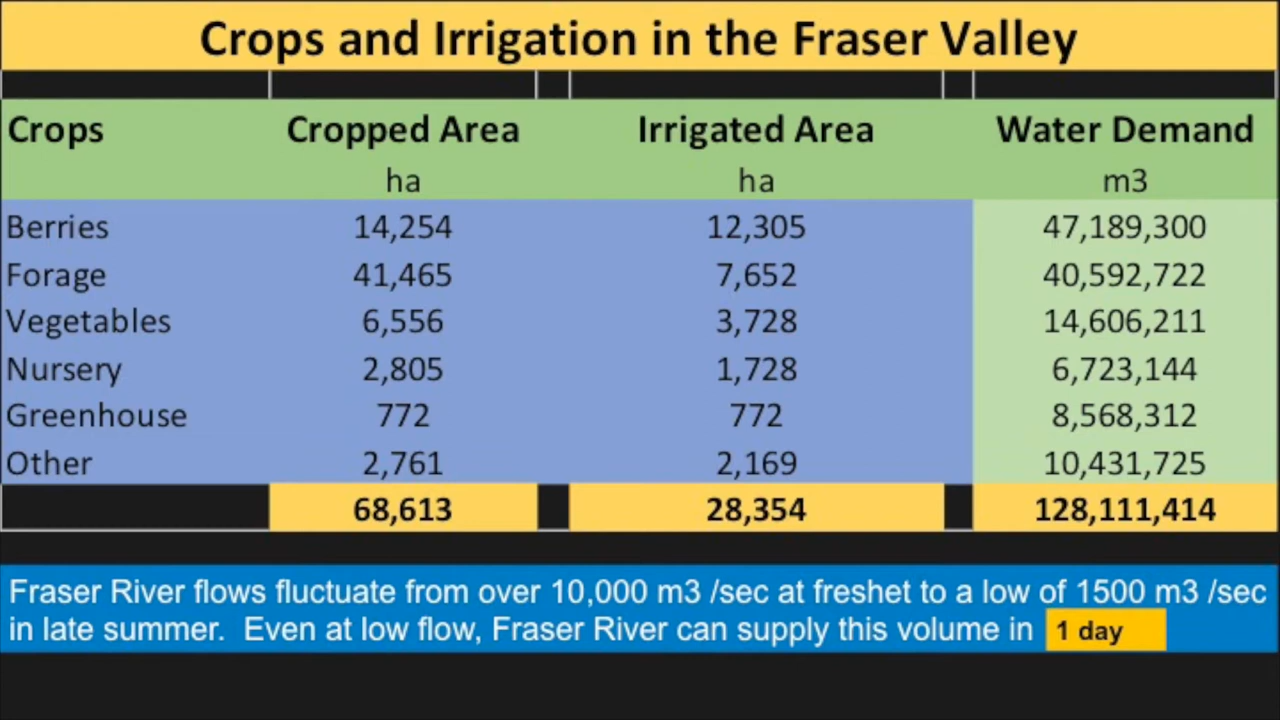 Crops and Irrigation in the Fraser Valley
Crops Cropped Area Irrigated Area Water Demand
ha ha m3
Berries 14,254 12,305 47,189,300
Forage 41,465 7,652 40,592,722
Vegetables 6,556 3,728 14,606,211
Nursery 2,805 1,728 6,723,144
Greenhouse 772 772 8,568,312
Other 2,761 2,169 10,431,725
68,613 28,354 128,111,414
Fraser River flows fluctuate from over 10,000 m3 /sec at freshet to a low of 1500 m3 /sec
in late summer. Even at low flow, Fraser River can supply this volume in 1 day